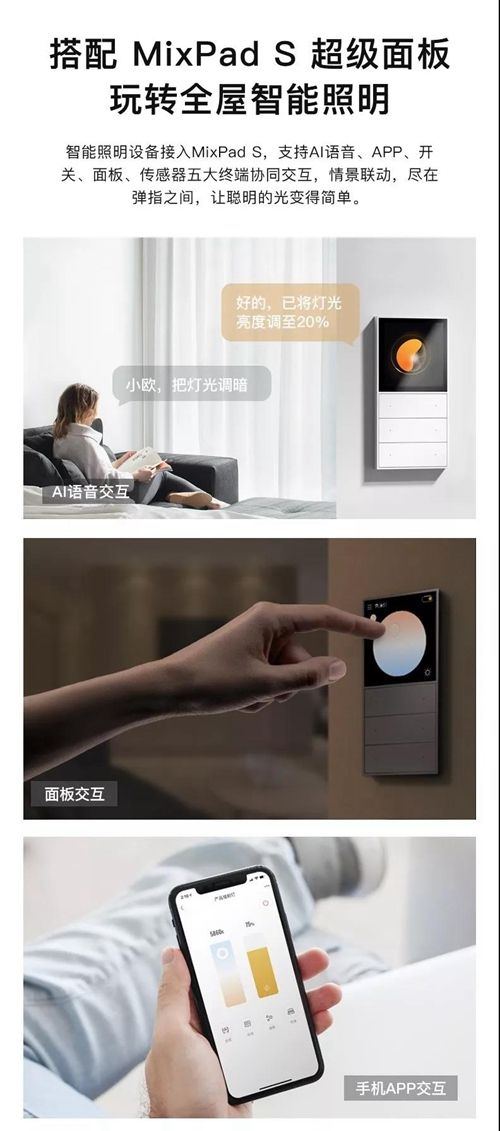 搭配 MixPad S 超级面板
玩转全屋智能照明
智能照明设备接入MixPad S，支持AI语音、APP、开
关、面板、传感器五大终端协同交互，情景联动，尽在
弹指之间，让聪明的光变得简单。
好的，已将灯光
亮度调至20%
小欧，把灯光调暗
AI语音交互
面板交互
5860k
手机APP交互